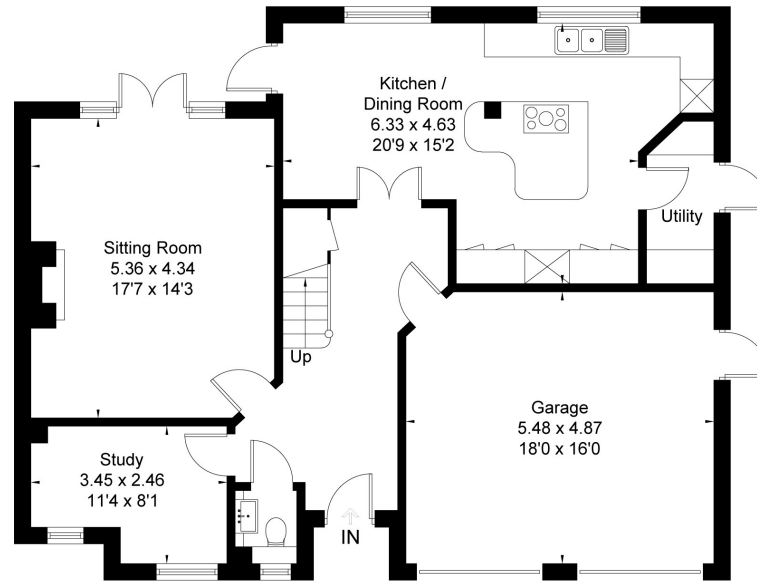 Kitchen /
Dining Room
6.33 x 4.63
20'9 x 15'2
Utility
Sitting Room
5.36 x 4.34
17'7 x 14'3
Up
Garage
5.48 x 4.87
18'0 x 16'0
Study
3.45 x 2.46
11'4 x 8'1
IN